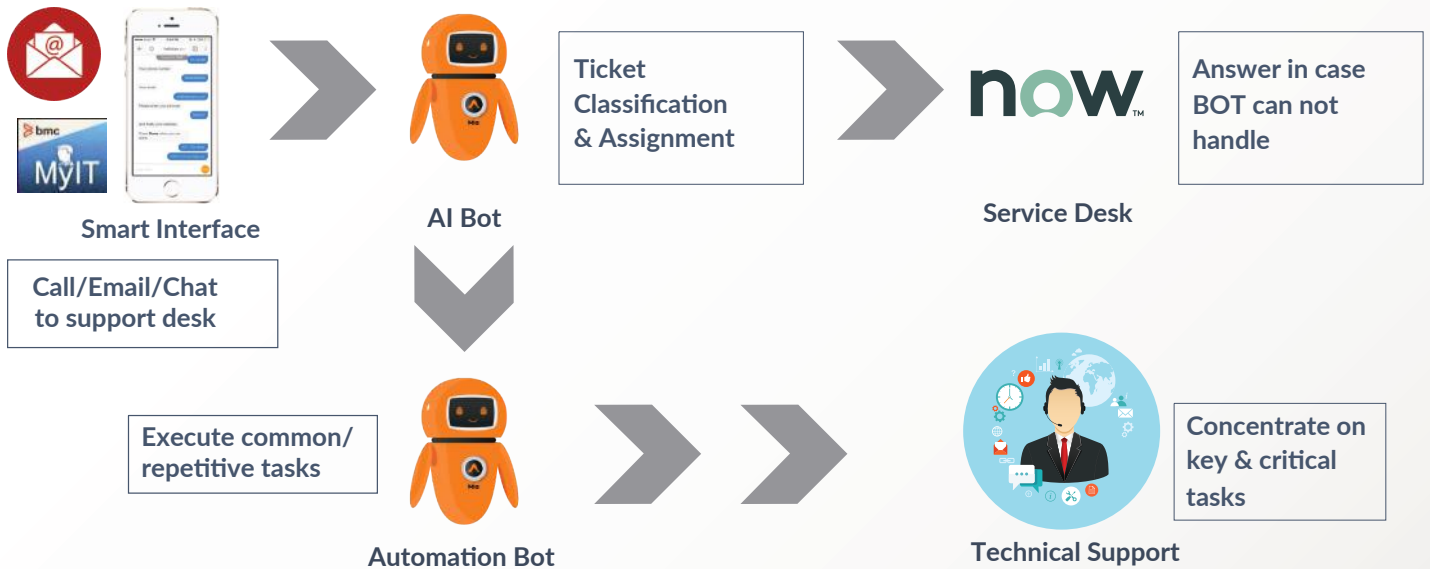 @
bmc
MyIT
Smart Interface
Call/Email/Chat
to support desk
AI Bot
Ticket
Classification
& Assignment
now
TM
Service Desk
Answer in case
BOT can not
handle
Execute common/
repetitive tasks
Automation Bot
Technical Support
Concentrate on
key & critical
tasks